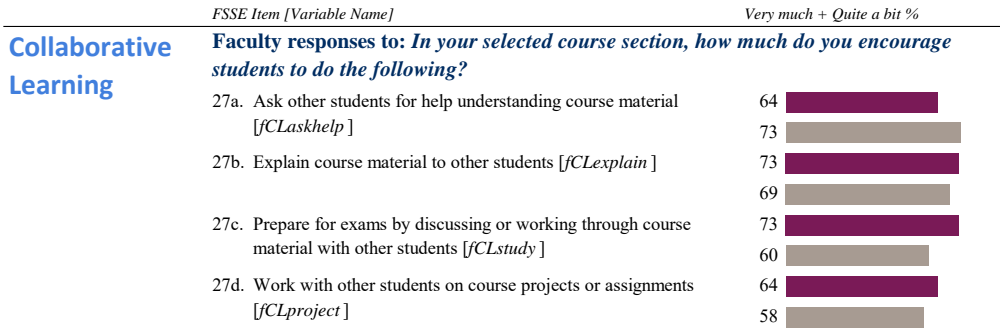 FSSE Item [Variable Name] Very much + Quite a bit %
Collaborative
Learning
Faculty responses to: In your selected course section, how much do you encourage
students to do the following?
27a. Ask other students for help understanding course material
[fCLaskhelp ]
64
73
27b. Explain course material to other students [fCLexplain ]
73
69
27c. Prepare for exams by discussing or working through course
material with other students [fCLstudy ]
73
60
27d. Work with other students on course projects or assignments
[fCLproject ]
64
58